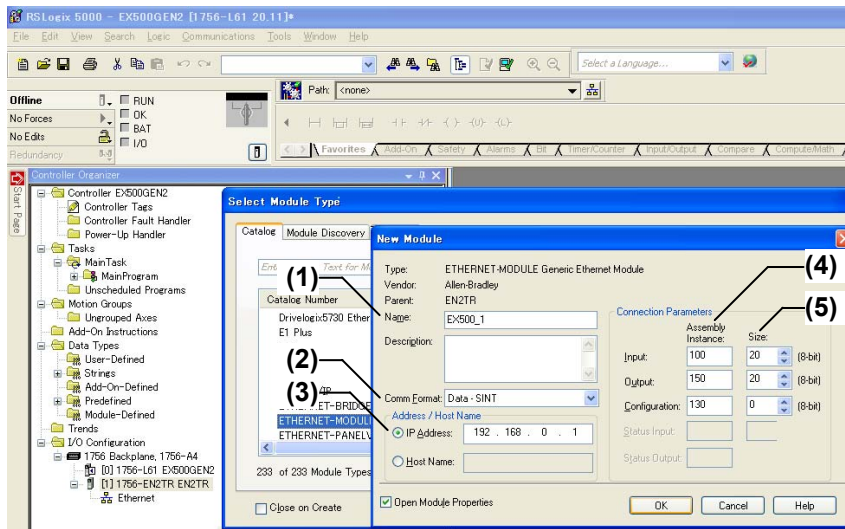 RSLogix 5000 - EX500GEN2 [1756-L61 20.11]*
File Edit View Search Logic Communications Tools Window Help
Select a Language...
Path: <none>
Offline
RUN
No Forces
OK
BAT
No Edits
I/O
Redundancy
Favorites Add-On Safety Alarms Bit Timer/Counter Input/Output Compare Compute/Math
Start Page
Controller Organizer
Controller EX500GEN2
Controller Tags
Controller Fault Handler
Power-Up Handler
Tasks
MainTask
MainProgram
Unscheduled Programs
Motion Groups
Ungrouped Axes
Add-On Instructions
Data Types
User-Defined
Strings
Add-On-Defined
Predefined
Module-Defined
Trends
I/O Configuration
1756 Backplane, 1756-A4
[0] 1756-L61 EX500GEN2
[1] 1756-EN2TR EN2TR
Ethernet
Select Module Type
Catalog Module Discovery
Text for M
Catalog Number
Drivelogix5730 Ether
E1 Plus
/IP
ETHERNET-BRIDGE
ETHERNET-MODUL
ETHERNET-PANELV
233 of 233 Module Types
Close on Create
New Module
Type: ETHERNET-MODULE Generic Ethernet Module
Vendor: Allen-Bradley
Parent: EN2TR
(1)
Name: EX500_1
Description:
(2)
Comm Format: Data - SINT
(3)
Address / Host Name
IP Address: 192 . 168 . 0 . 1
Host Name:
(4)
(5)
Connection Parameters
Assembly Instance: Size:
Input: 100 20 (8-bit)
Output: 150 20 (8-bit)
Configuration: 130 0 (8-bit)
Status Input:
Status Output:
Open Module Properties
OK Cancel Help